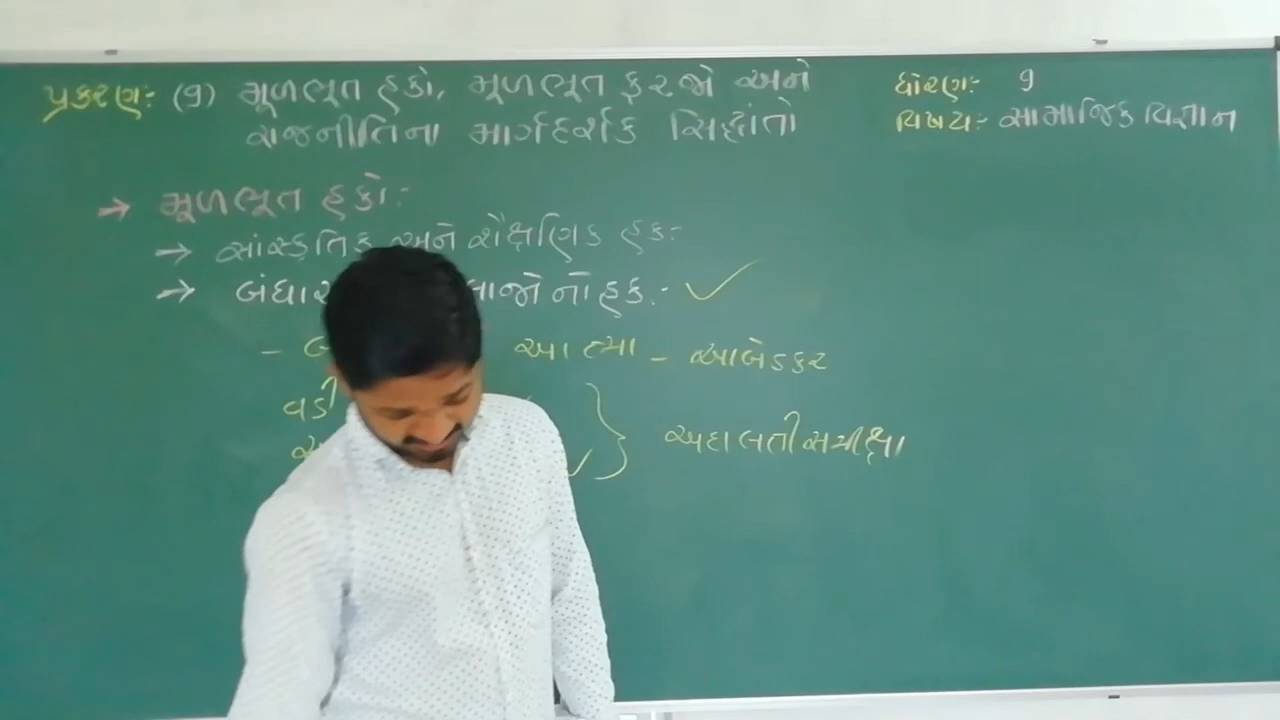 પ્રકરણઃ- (9) મૂળભૂત હકો, મૂળભૂત ફરજો અને
રાજનીતિના માર્ગદર્શક સિદ્ધાંતો
ધોરણઃ- 9
વિષયઃ- સામાજિક વિજ્ઞાન
→ મૂળભૂત હકો:-
→ સાંસ્કૃતિક અને શૈક્ષણિક હકઃ-
→ નો હક:- ✓
- આત્મા - આંબેડકર
વડી
} અદાલતી સમીક્ષા